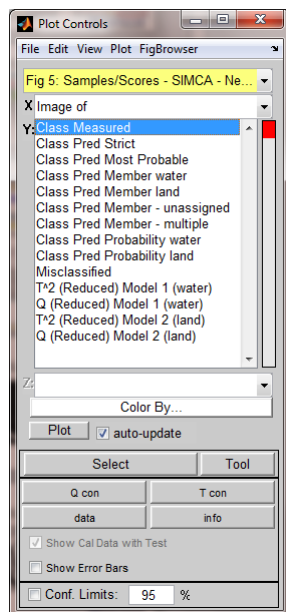 Plot Controls
File Edit View Plot FigBrowser
Fig 5: Samples/Scores - SIMCA - Ne...
X Image of
Y: Class Measured
Class Pred Strict
Class Pred Most Probable
Class Pred Member water
Class Pred Member land
Class Pred Member - unassigned
Class Pred Member - multiple
Class Pred Probability water
Class Pred Probability land
Misclassified
T^2 (Reduced) Model 1 (water)
Q (Reduced) Model 1 (water)
T^2 (Reduced) Model 2 (land)
Q (Reduced) Model 2 (land)
Z:
Color By...
Plot auto-update
Select Tool
Q con T con
data info
Show Cal Data with Test
Show Error Bars
Conf. Limits: 95 %